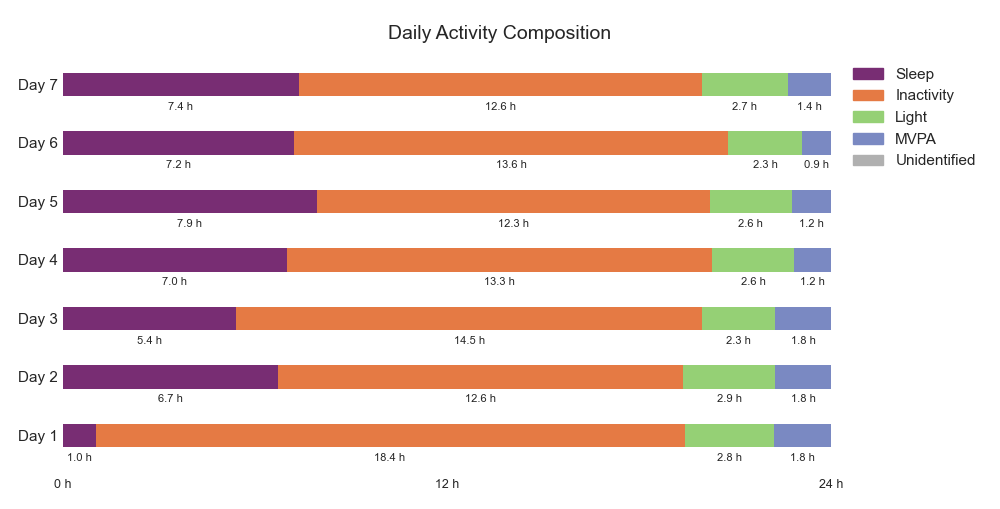 Daily Activity Composition
Day 7
7.4 h 12.6 h 2.7 h 1.4 h
Day 6
7.2 h 13.6 h 2.3 h 0.9 h
Day 5
7.9 h 12.3 h 2.6 h 1.2 h
Day 4
7.0 h 13.3 h 2.6 h 1.2 h
Day 3
5.4 h 14.5 h 2.3 h 1.8 h
Day 2
6.7 h 12.6 h 2.9 h 1.8 h
Day 1
1.0 h 18.4 h 2.8 h 1.8 h
0 h 12 h 24 h
Sleep
Inactivity
Light
MVPA
Unidentified